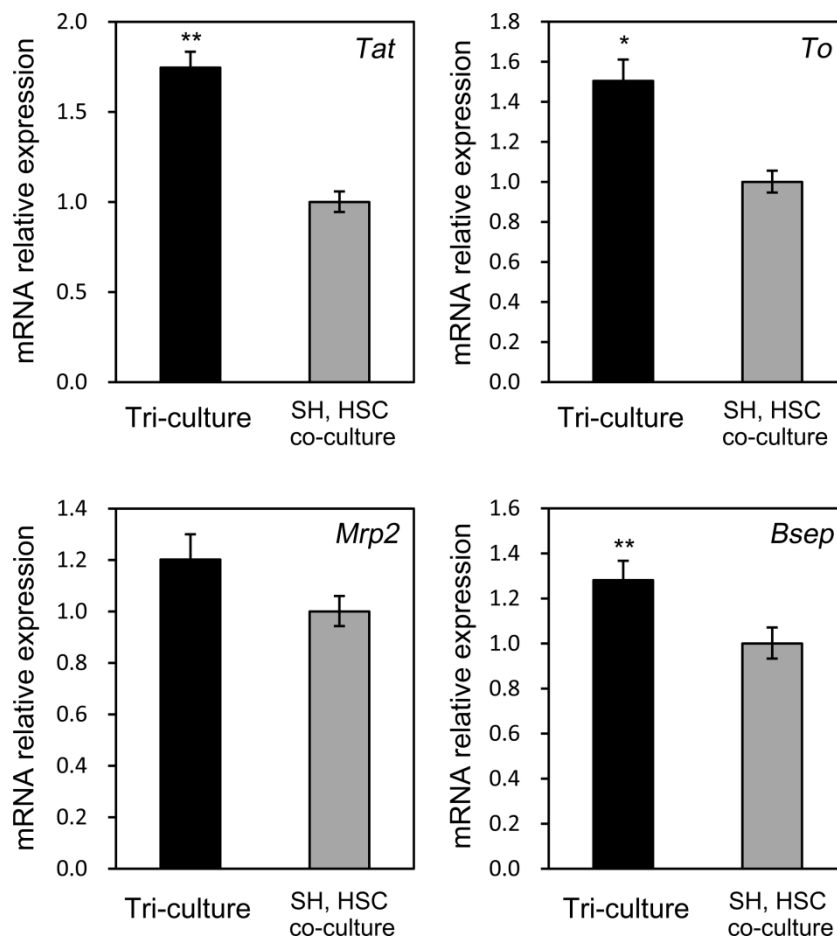 mRNA relative expression
2.0
1.5
1.0
0.5
0.0
**
Tat
Tri-culture
SH, HSC
co-culture
mRNA relative expression
1.8
1.6
1.4
1.2
1.0
0.8
0.6
0.4
0.2
0.0
*
To
Tri-culture
SH, HSC
co-culture
mRNA relative expression
1.4
1.2
1.0
0.8
0.6
0.4
0.2
0.0
Mrp2
Tri-culture
SH, HSC
co-culture
mRNA relative expression
1.6
1.4
1.2
1.0
0.8
0.6
0.4
0.2
0.0
**
Bsep
Tri-culture
SH, HSC
co-culture